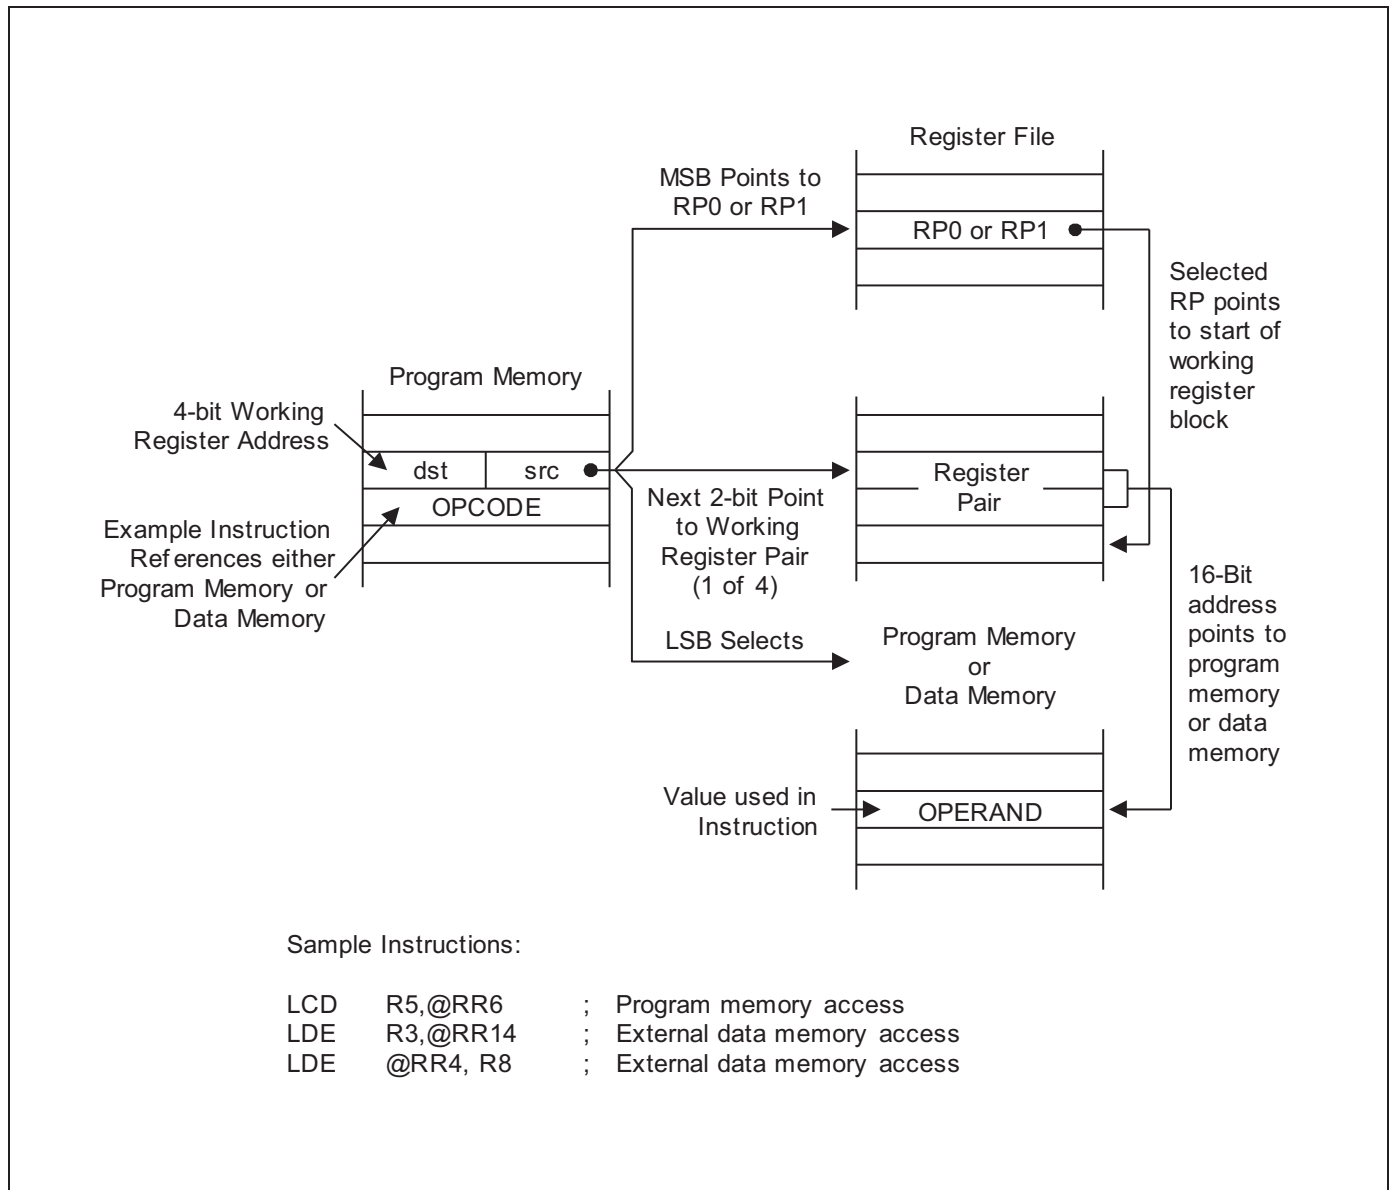 Register File
MSB Points to
RP0 or RP1
RP0 or RP1
Selected
RP points
to start of
working
register
block
Program Memory
4-bit Working
Register Address
dst src
OPCODE
Example Instruction
References either
Program Memory or
Data Memory
Next 2-bit Point
to Working
Register Pair
(1 of 4)
Register
Pair
LSB Selects
Program Memory
or
Data Memory
16-Bit
address
points to
program
memory
or data
memory
Value used in
Instruction
OPERAND
Sample Instructions:
LCD R5,@RR6 ; Program memory access
LDE R3,@RR14 ; External data memory access
LDE @RR4, R8 ; External data memory access